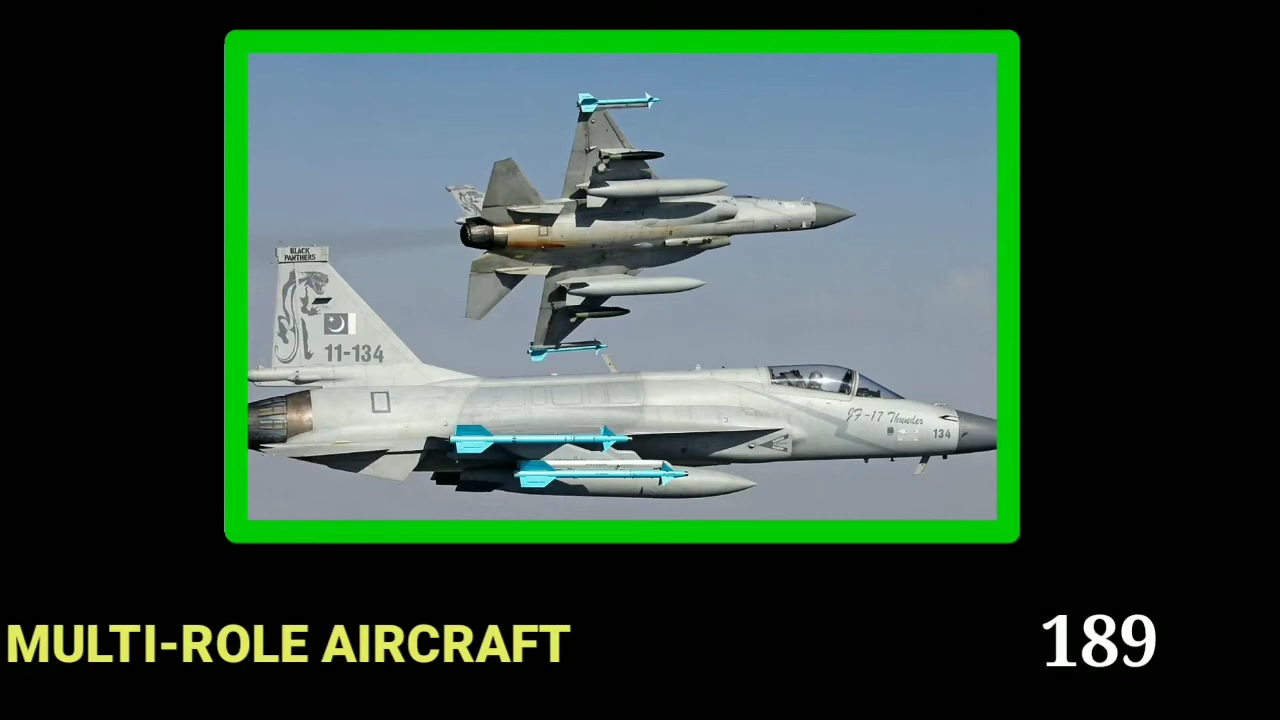 BLACK
PANTHERS
11-134
JF-17 Thunder
134
MULTI-ROLE AIRCRAFT
189